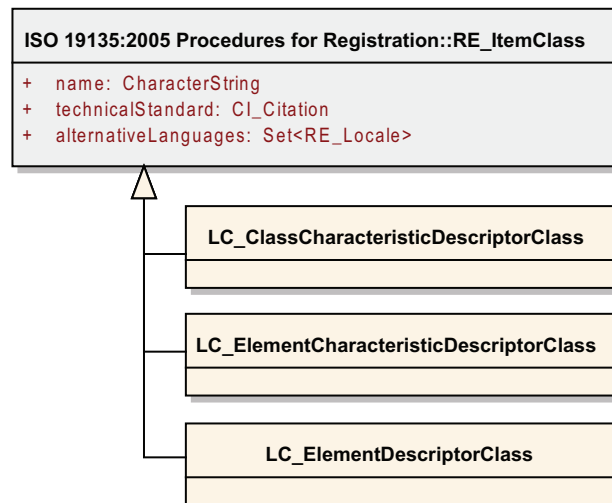 ISO 19135:2005 Procedures for Registration::RE_ItemClass
+ name: CharacterString
+ technicalStandard: CI_Citation
+ alternativeLanguages: Set<RE_Locale>
LC_ClassCharacteristicDescriptorClass
LC_ElementCharacteristicDescriptorClass
LC_ElementDescriptorClass